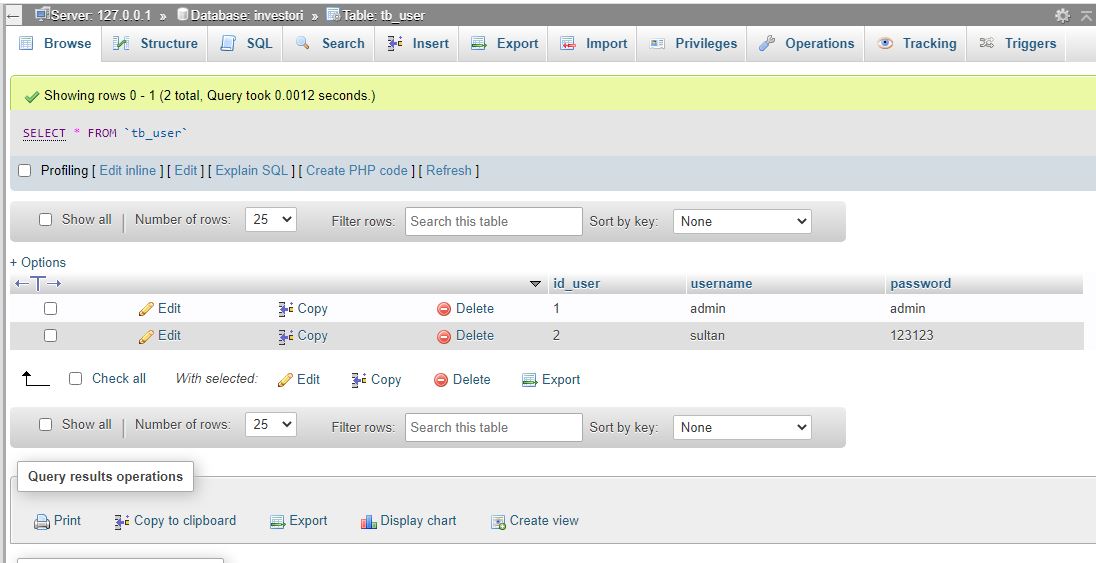 Server: 127.0.0.1 » Database: investori » Table: tb_user
Browse Structure SQL Search Insert Export Import Privileges Operations Tracking Triggers
Showing rows 0 - 1 (2 total, Query took 0.0012 seconds.)
SELECT * FROM `tb_user`
Profiling [ Edit inline ] [ Edit ] [ Explain SQL ] [ Create PHP code ] [ Refresh ]
Show all | Number of rows: 25 Filter rows: Search this table Sort by key: None
+ Options
←T→ id_user username password
Edit Copy Delete 1 admin admin
Edit Copy Delete 2 sultan 123123
Check all With selected: Edit Copy Delete Export
Show all | Number of rows: 25 Filter rows: Search this table Sort by key: None
Query results operations
Print Copy to clipboard Export Display chart Create view